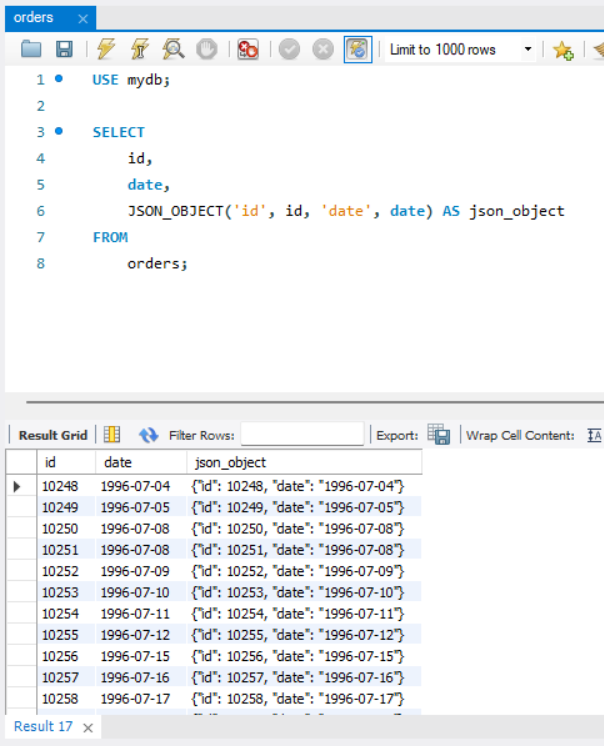 orders
Limit to 1000 rows
1 USE mydb;
2
3 SELECT
4 id,
5 date,
6 JSON_OBJECT('id', id, 'date', date) AS json_object
7 FROM
8 orders;
Result Grid Filter Rows: Export: Wrap Cell Content: IA
id date json_object
10248 1996-07-04 {"id": 10248, "date": "1996-07-04"}
10249 1996-07-05 {"id": 10249, "date": "1996-07-05"}
10250 1996-07-08 {"id": 10250, "date": "1996-07-08"}
10251 1996-07-08 {"id": 10251, "date": "1996-07-08"}
10252 1996-07-09 {"id": 10252, "date": "1996-07-09"}
10253 1996-07-10 {"id": 10253, "date": "1996-07-10"}
10254 1996-07-11 {"id": 10254, "date": "1996-07-11"}
10255 1996-07-12 {"id": 10255, "date": "1996-07-12"}
10256 1996-07-15 {"id": 10256, "date": "1996-07-15"}
10257 1996-07-16 {"id": 10257, "date": "1996-07-16"}
10258 1996-07-17 {"id": 10258, "date": "1996-07-17"}
Result 17